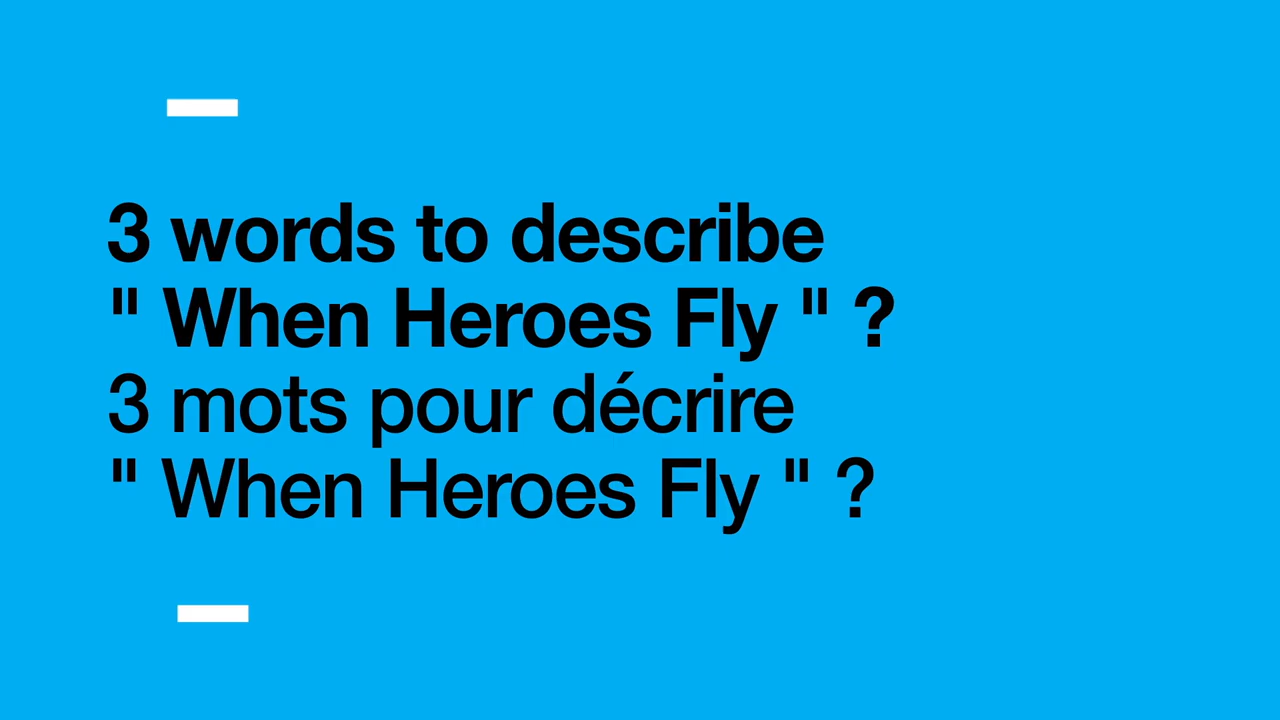 3 words to describe
" When Heroes Fly " ?
3 mots pour décrire
" When Heroes Fly " ?